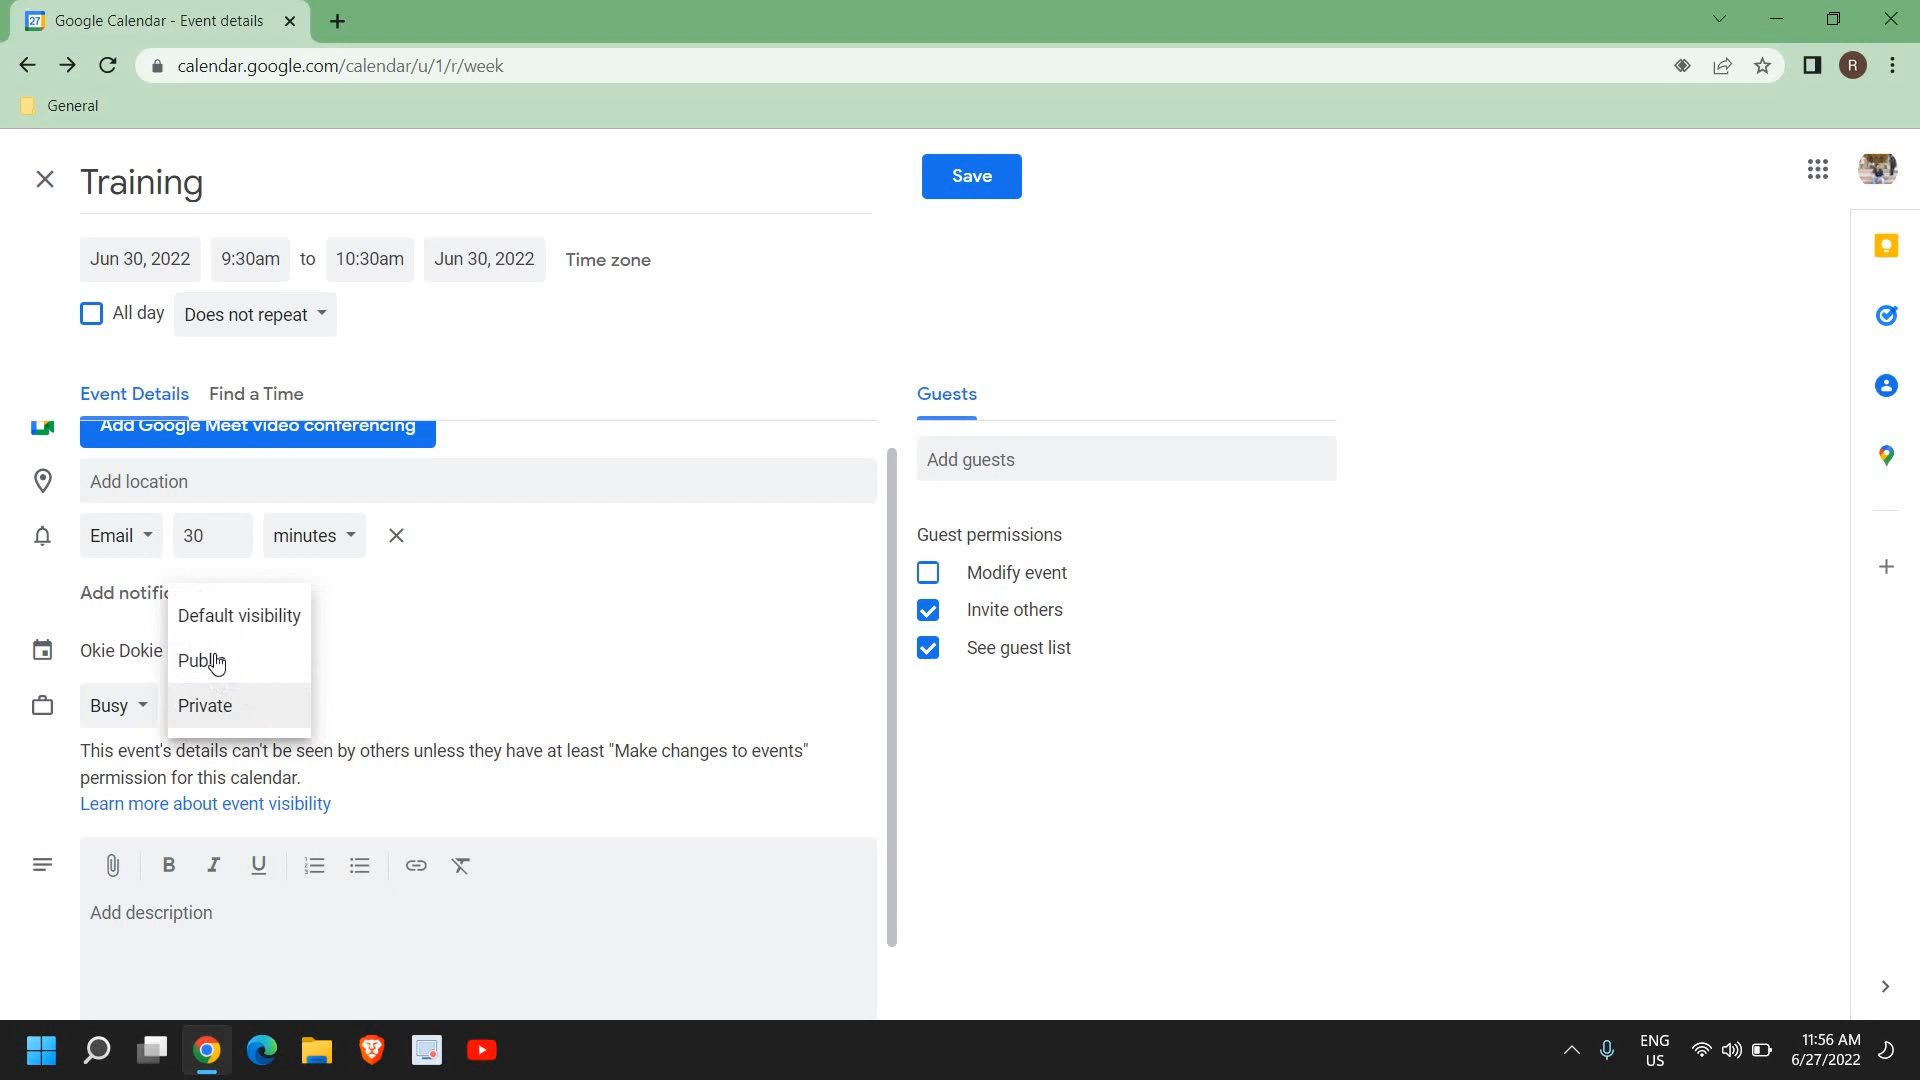 Google Calendar - Event details
calendar.google.com/calendar/u/1/r/week
R
General
Training
Save
Jun 30, 2022 9:30am to 10:30am Jun 30, 2022 Time zone
All day Does not repeat
Event Details Find a Time
Guests
Add Google Meet video conferencing
Add guests
Add location
Email 30 minutes
Guest permissions
Modify event
Add
Default visibility
Invite others
Okie Dokie
See guest list
Busy
Private
This event's details can't be seen by others unless they have at least "Make changes to events"
permission for this calendar.
Learn more about event visibility
B I U
Add description
ENG
US
11:56 AM
6/27/2022